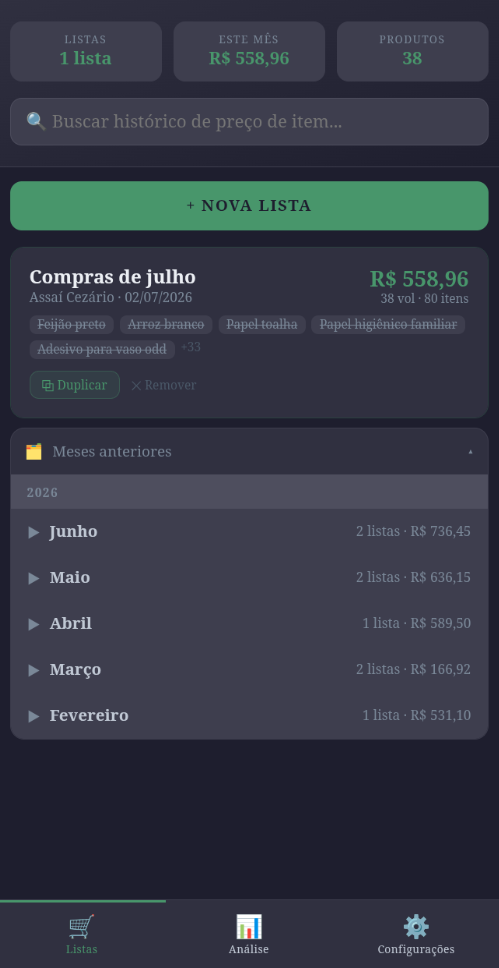 LISTAS
1 lista
ESTE MÊS
R$ 558,96
PRODUTOS
38
🔍 Buscar histórico de preço de item...
+ NOVA LISTA
Compras de julho
R$ 558,96
Assaí Cezário · 02/07/2026
38 vol · 80 itens
Feijão preto Arroz branco Papel toalha Papel higiênico familiar
Adesivo para vaso odd +33
Duplicar Remover
Meses anteriores
2026
Junho 2 listas · R$ 736,45
Maio 2 listas · R$ 636,15
Abril 1 lista · R$ 589,50
Março 2 listas · R$ 166,92
Fevereiro 1 lista · R$ 531,10
Listas Análise Configurações